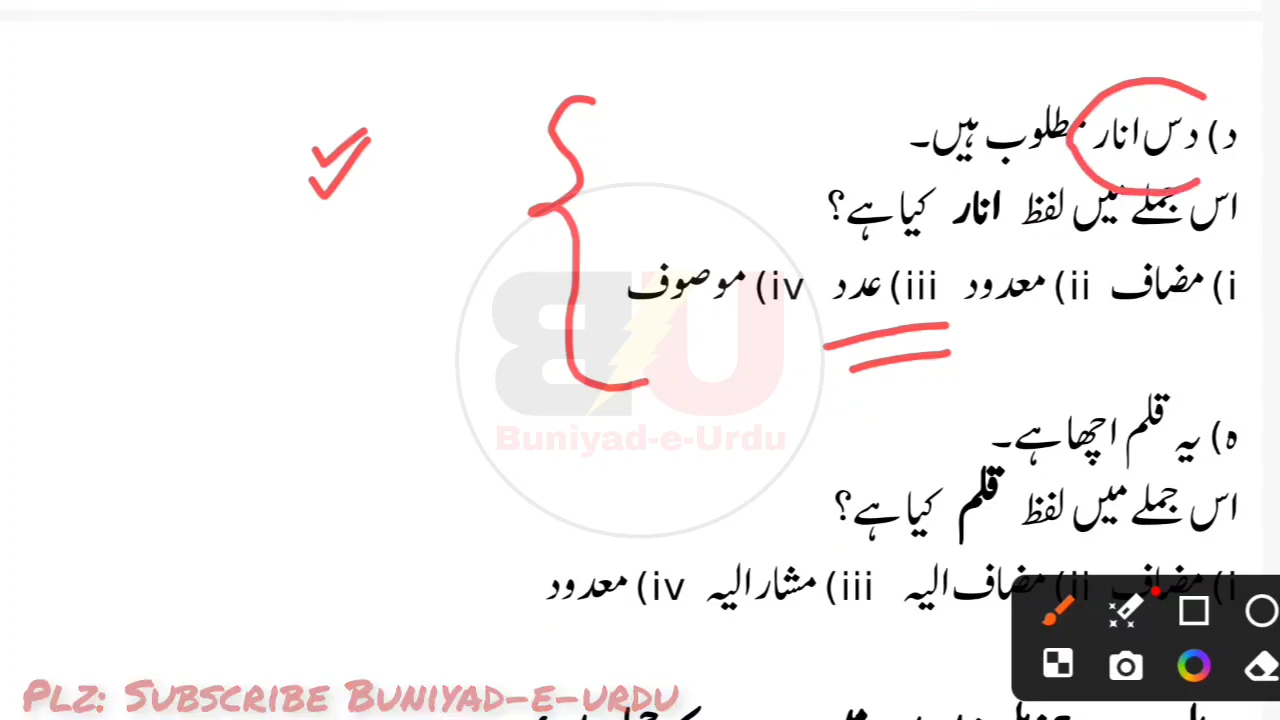 د) دس انار مطلوب ہیں۔
اس جملے میں لفظ انار کیا ہے؟
i) مضاف ii) معدود iii) عدد iv) موصوف
ہ) یہ قلم اچھا ہے۔
اس جملے میں لفظ قلم کیا ہے؟
i) مضاف ii) مضاف الیہ iii) مشار الیہ iv) معدود
BU
Buniyad-e-Urdu
Plz: Subscribe Buniyad-e-urdu